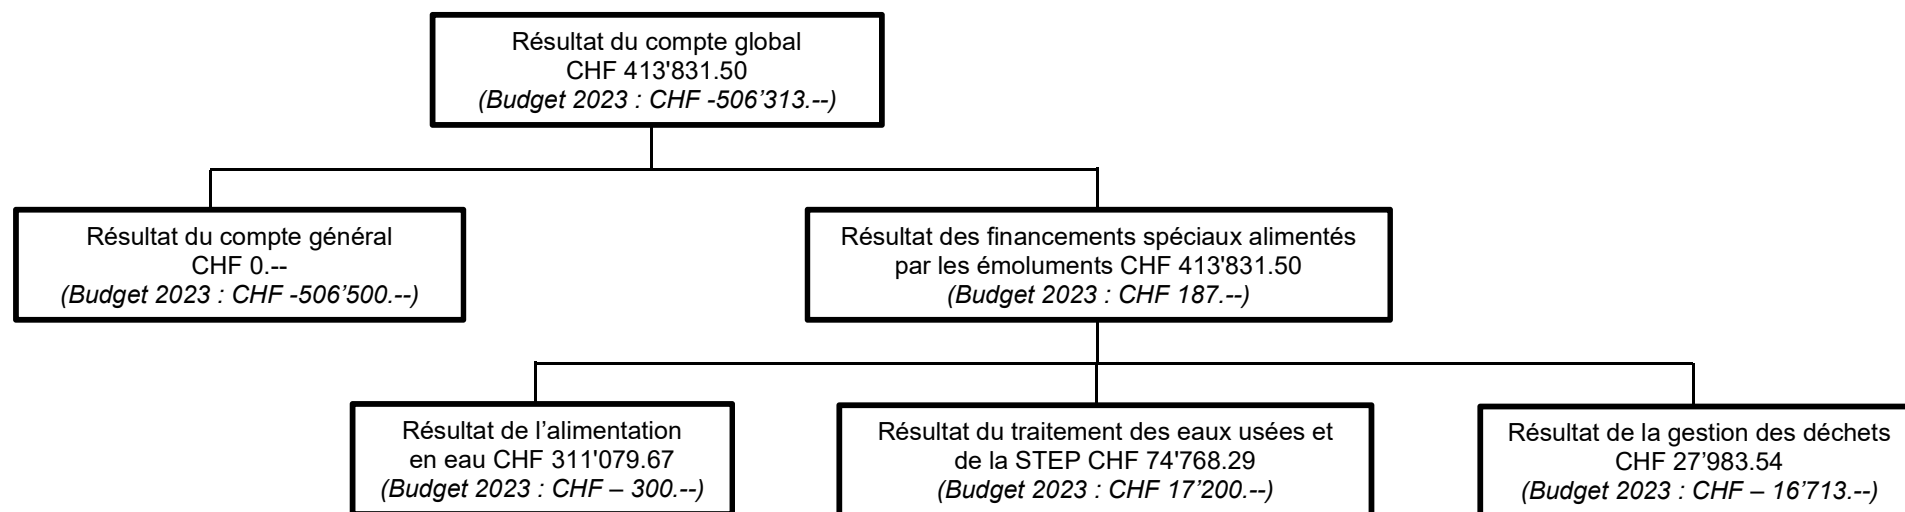 Résultat du compte global
CHF 413'831.50
(Budget 2023 : CHF -506’313.--)
Résultat du compte général
CHF 0.--
(Budget 2023 : CHF -506’500.--)
Résultat des financements spéciaux alimentés
par les émoluments CHF 413'831.50
(Budget 2023 : CHF 187.--)
Résultat de l’alimentation
en eau CHF 311'079.67
(Budget 2023 : CHF – 300.--)
Résultat du traitement des eaux usées et
de la STEP CHF 74'768.29
(Budget 2023 : CHF 17’200.--)
Résultat de la gestion des déchets
CHF 27’983.54
(Budget 2023 : CHF – 16’713.--)